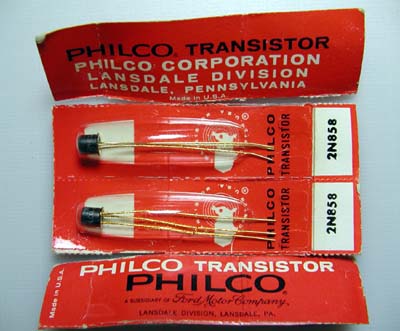 PHILCO® TRANSISTOR
PHILCO CORPORATION
LANSDALE DIVISION
LANSDALE, PENNSYLVANIA
Made in U.S.A.
PHILCO
TRANSISTOR
2N858
PHILCO
TRANSISTOR
2N858
Made in U.S.A.
PHILCO TRANSISTOR
PHILCO
A SUBSIDIARY OF Ford Motor Company,
LANSDALE DIVISION, LANSDALE, PA.